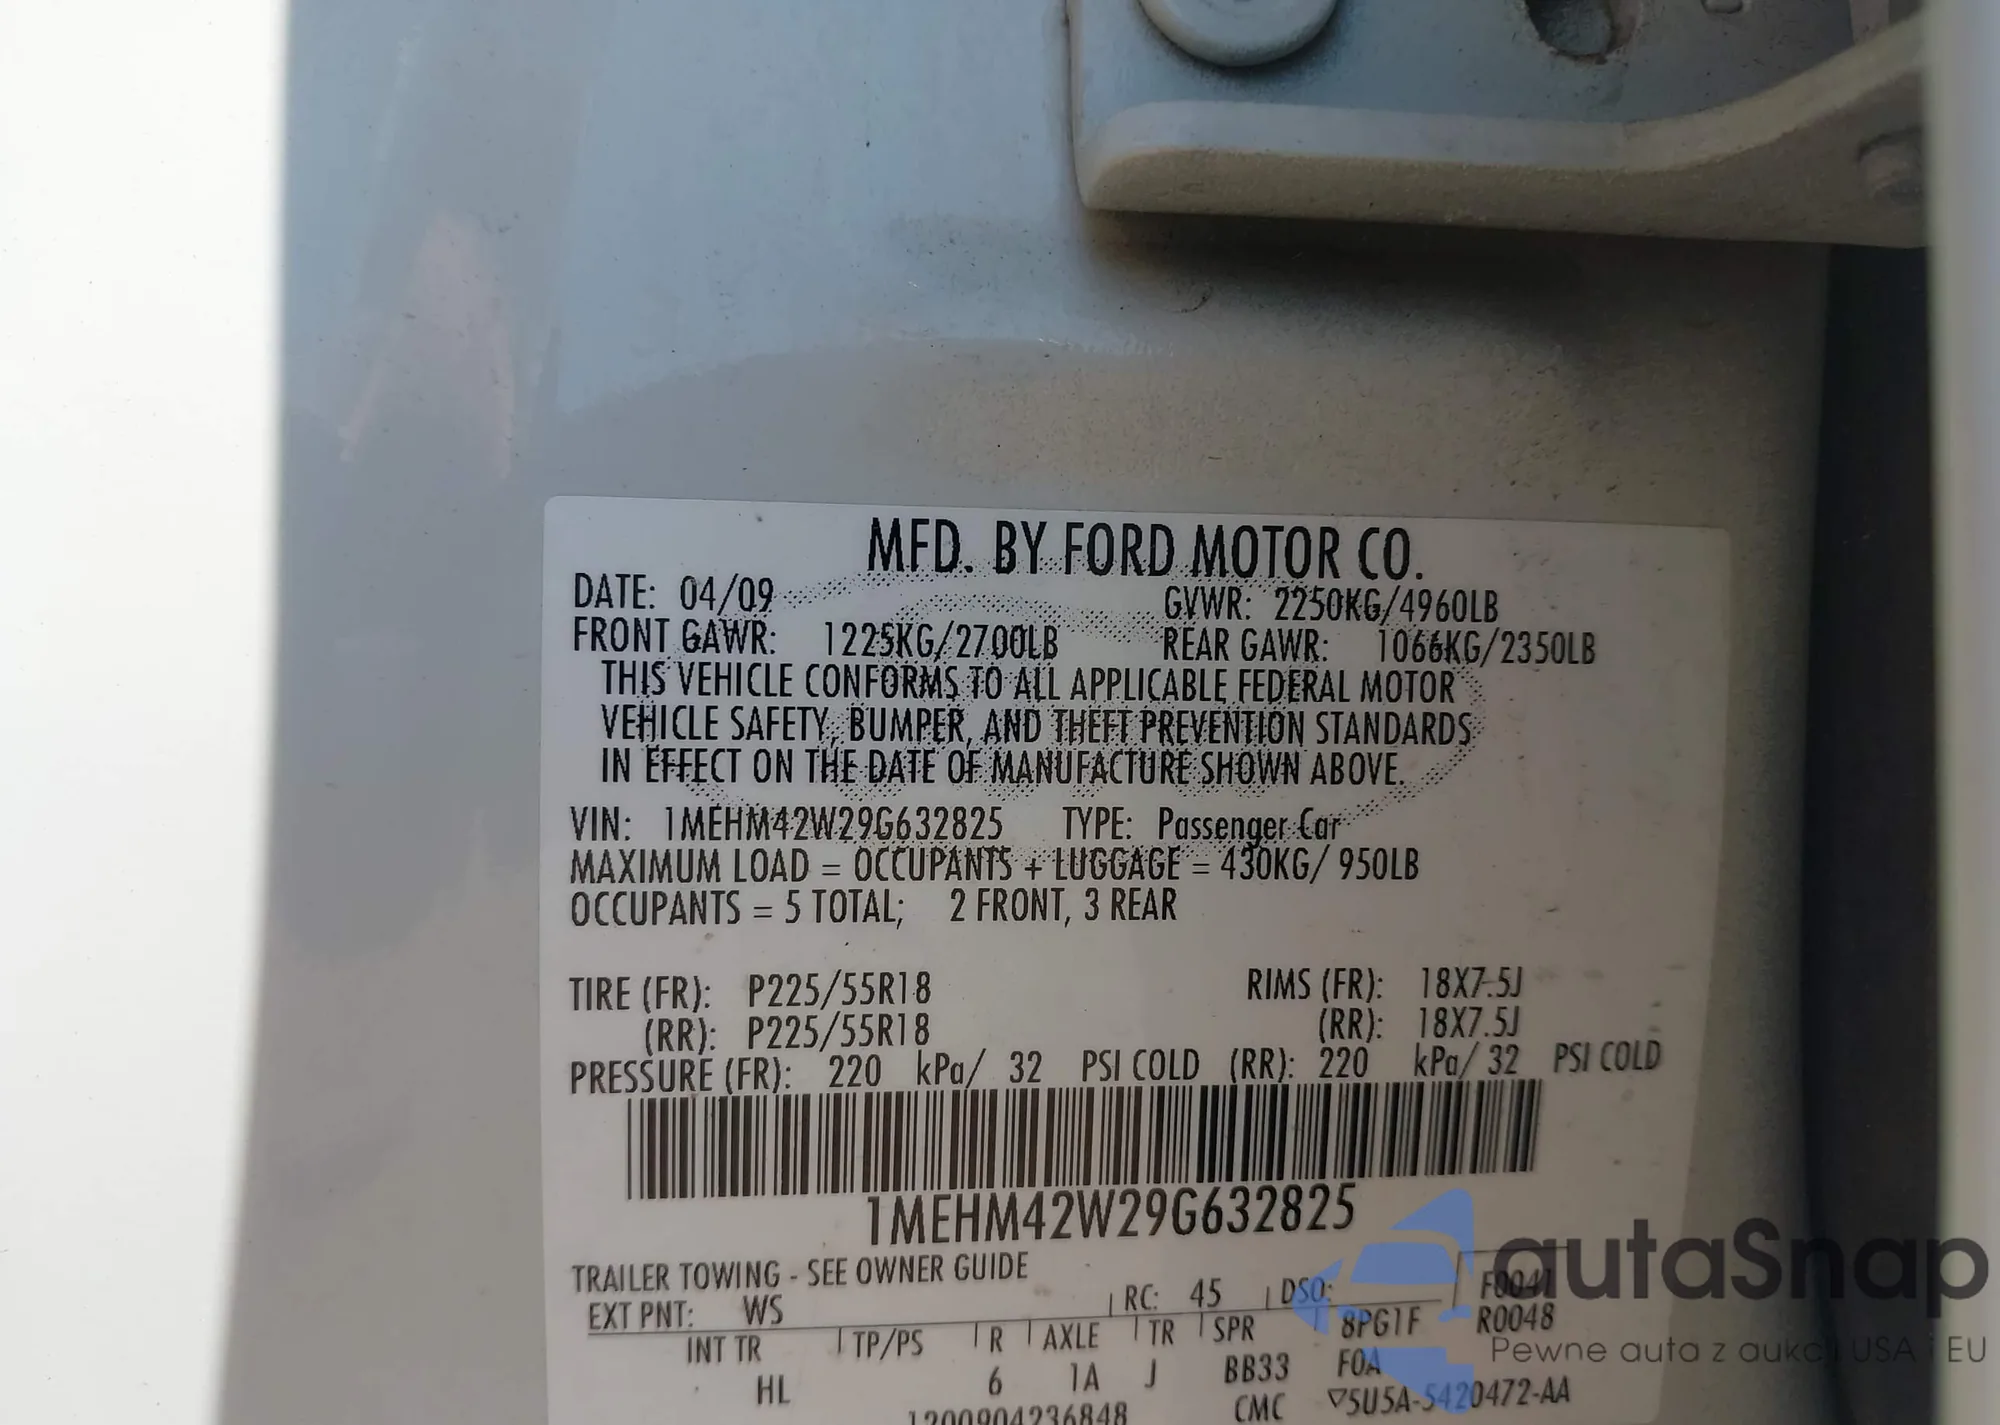 MFD. BY FORD MOTOR CO.
DATE: 04/09 GVWR: 2250KG/4960LB
FRONT GAWR: 1225KG/2700LB REAR GAWR: 1066KG/2350LB
THIS VEHICLE CONFORMS TO ALL APPLICABLE FEDERAL MOTOR
VEHICLE SAFETY, BUMPER, AND THEFT PREVENTION STANDARDS
IN EFFECT ON THE DATE OF MANUFACTURE SHOWN ABOVE.
VIN: 1MEHM42W29G632825 TYPE: Passenger Car
MAXIMUM LOAD = OCCUPANTS + LUGGAGE = 430KG/ 950LB
OCCUPANTS = 5 TOTAL; 2 FRONT, 3 REAR
TIRE (FR): P225/55R18 RIMS (FR): 18X7.5J
(RR): P225/55R18 (RR): 18X7.5J
PRESSURE (FR): 220 kPa/ 32 PSI COLD (RR): 220 kPa/ 32 PSI COLD
1MEHM42W29G632825
TRAILER TOWING - SEE OWNER GUIDE
EXT PNT: WS RC: 45 DSO: F0041
INT TR TP/PS R AXLE TR SPR 8PG1F R0048
HL 6 1A J BB33 F0A
1200904236848 CMC ▽5U5A-5420472-AA
autaSnap
Pewne auta z aukcji USA i EU